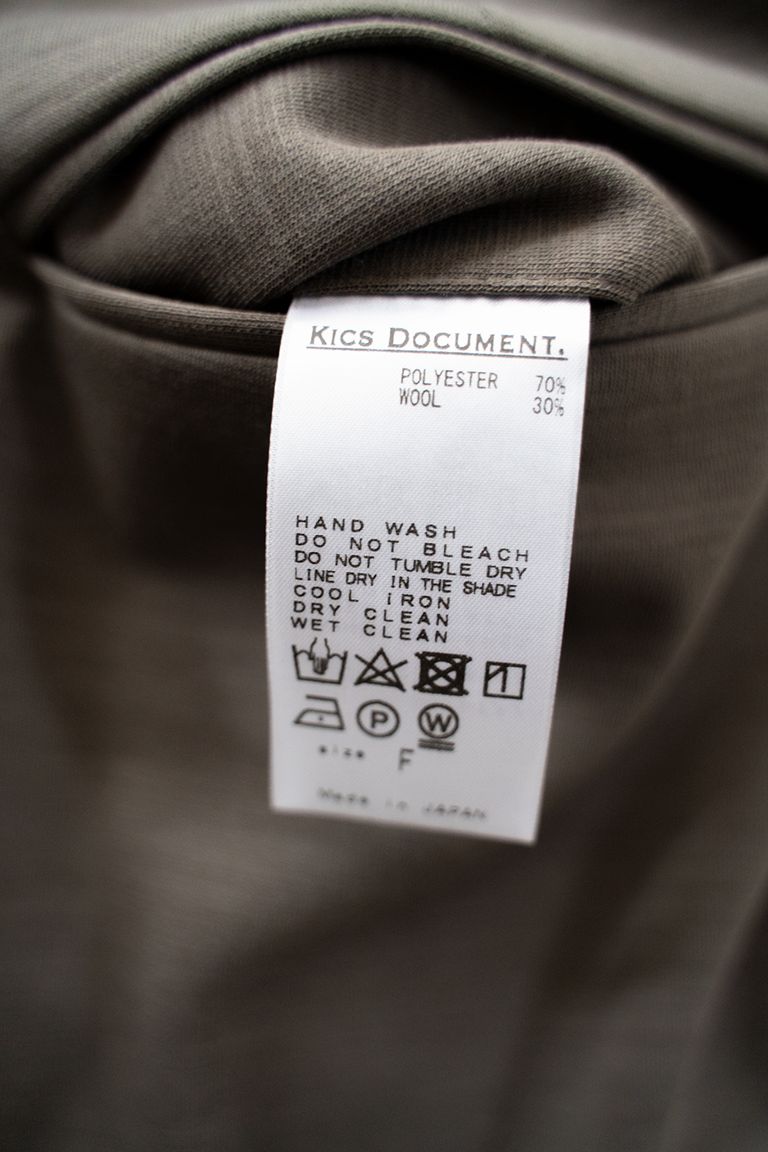 KICS DOCUMENT.
POLYESTER 70%
WOOL 30%
HAND WASH
DO NOT BLEACH
DO NOT TUMBLE DRY
LINE DRY IN THE SHADE
COOL IRON
DRY CLEAN
WET CLEAN
P W
size F
Made in JAPAN